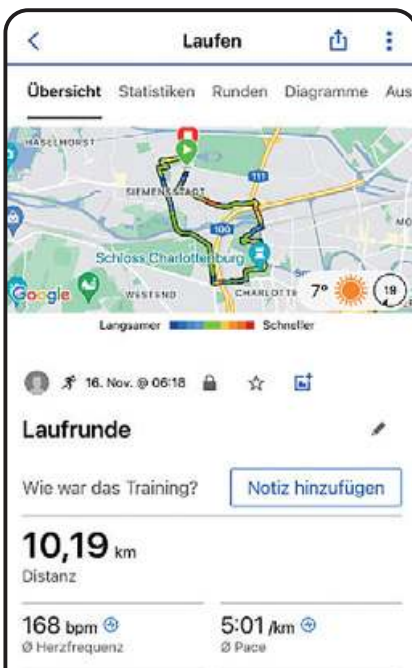 Laufen
Übersicht Statistiken Runden Diagramme Aus
HASELHORST
111
SIEMENSSTADT
100
Schloss Charlottenburg
Google
WESTEND
CHARLOTTE
7°
19
Langsamer Schneller
16. Nov. @ 06:18
Laufrunde
Wie war das Training?
Notiz hinzufügen
10,19 km
Distanz
168 bpm
5:01 /km
Ø Herzfrequenz
Ø Pace